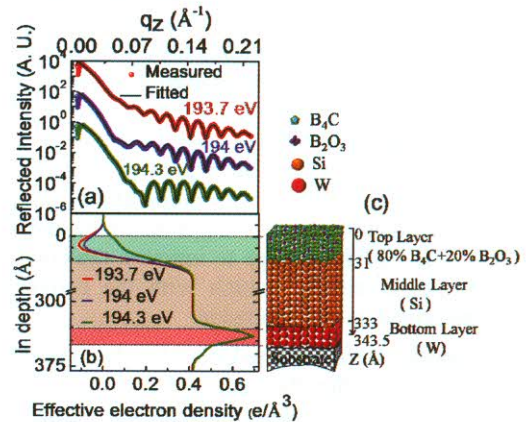 q_z (Å⁻¹)
0.00 0.07 0.14 0.21
Reflected Intensity (A. U.)
10⁴
10²
10⁰
10⁻²
10⁻⁴
10⁻⁶
Measured
Fitted
193.7 eV
194 eV
194.3 eV
(a)
B₄C
B₂O₃
Si
W
(c)
In depth (Å)
0
300
375
193.7 eV
194 eV
194.3 eV
(b)
0.0 0.2 0.4 0.6
Effective electron density (e/Å³)
0
Top Layer
(80% B₄C+20% B₂O₃)
31
Middle Layer
(Si)
333
Bottom Layer
(W)
343.5
Z (Å)